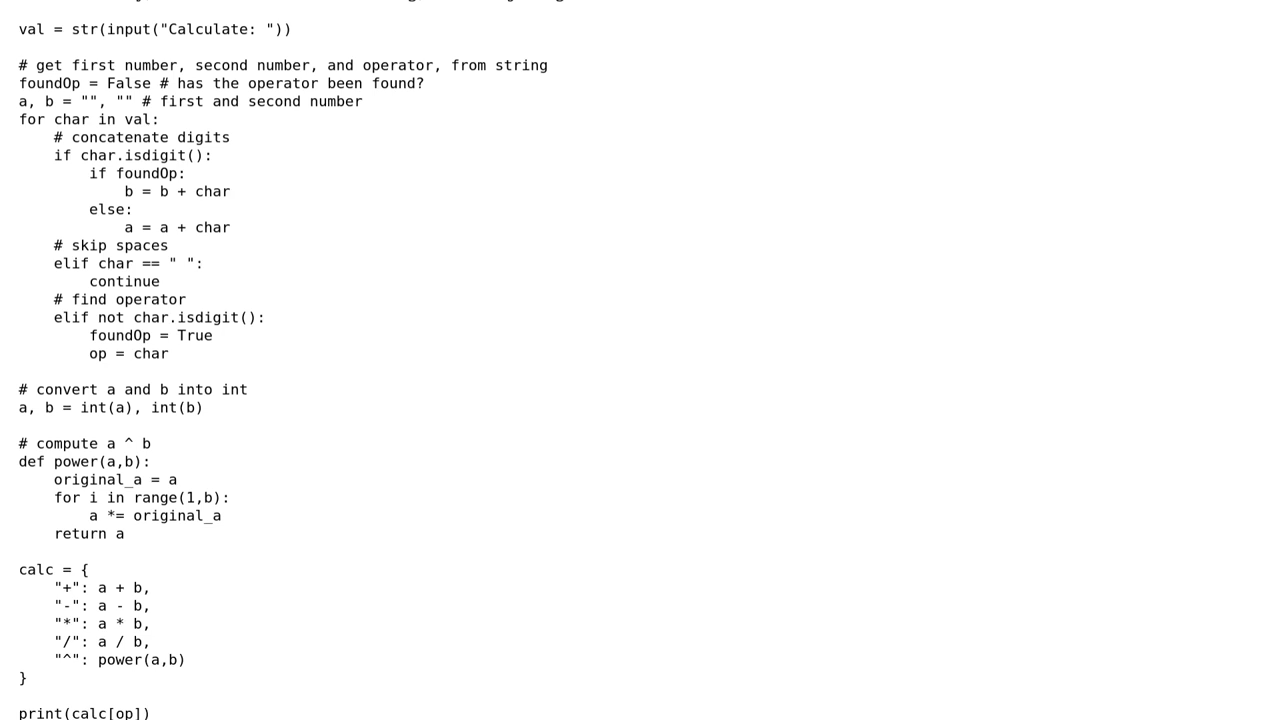 val = str(input("Calculate: "))

# get first number, second number, and operator, from string
foundOp = False # has the operator been found?
a, b = "", "" # first and second number
for char in val:
    # concatenate digits
    if char.isdigit():
        if foundOp:
            b = b + char
        else:
            a = a + char
    # skip spaces
    elif char == " ":
        continue
    # find operator
    elif not char.isdigit():
        foundOp = True
        op = char

# convert a and b into int
a, b = int(a), int(b)

# compute a ^ b
def power(a,b):
    original_a = a
    for i in range(1,b):
        a *= original_a
    return a

calc = {
    "+": a + b,
    "-": a - b,
    "*": a * b,
    "/": a / b,
    "^": power(a,b)
}

print(calc[op])